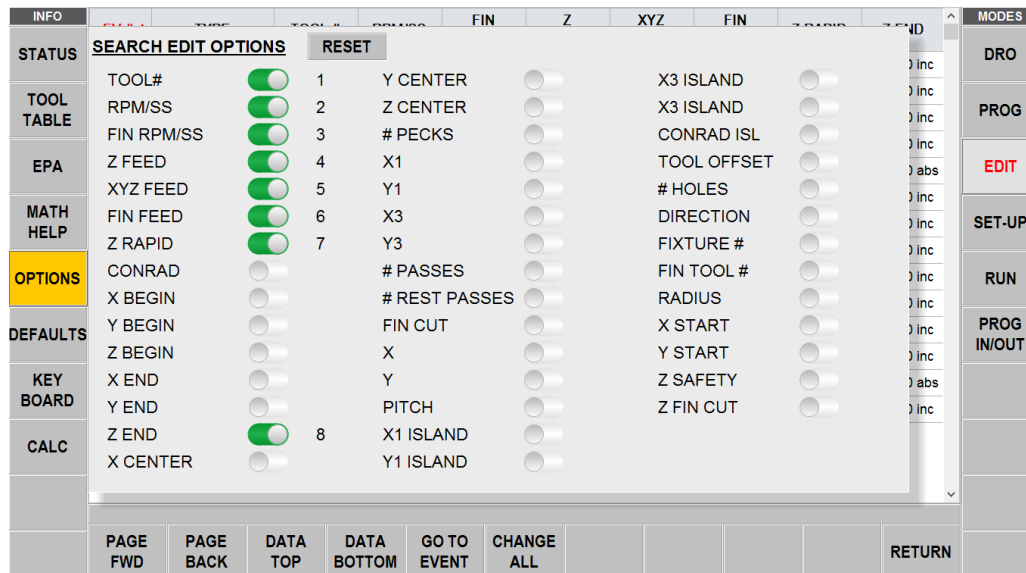 INFO
STATUS
TOOL
TABLE
EPA
MATH
HELP
OPTIONS
DEFAULTS
KEY
BOARD
CALC
FIN
Z
XYZ
FIN
TYPE
Z RAPID
SEARCH EDIT OPTIONS
RESET
TOOL# 1
RPM/SS 2
FIN RPM/SS 3
Z FEED 4
XYZ FEED 5
FIN FEED 6
Z RAPID 7
CONRAD
X BEGIN
Y BEGIN
Z BEGIN
X END
Y END
Z END 8
X CENTER
Y CENTER
Z CENTER
# PECKS
X1
Y1
X3
Y3
# PASSES
# REST PASSES
FIN CUT
X
Y
PITCH
X1 ISLAND
Y1 ISLAND
X3 ISLAND
X3 ISLAND
CONRAD ISL
TOOL OFFSET
# HOLES
DIRECTION
FIXTURE #
FIN TOOL #
RADIUS
X START
Y START
Z SAFETY
Z FIN CUT
inc
inc
inc
inc
abs
inc
inc
inc
inc
inc
inc
inc
abs
inc
MODES
DRO
PROG
EDIT
SET-UP
RUN
PROG
IN/OUT
PAGE
FWD
PAGE
BACK
DATA
TOP
DATA
BOTTOM
GO TO
EVENT
CHANGE
ALL
RETURN